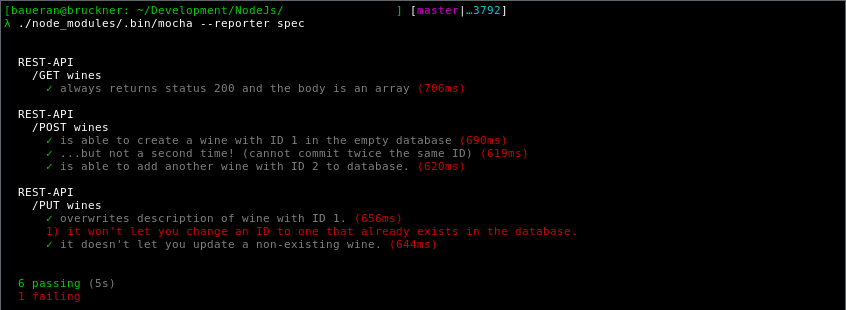 [baueran@bruckner: ~/Development/NodeJs/ ] [master|…3792]
λ ./node_modules/.bin/mocha --reporter spec
REST-API
/GET wines
✓ always returns status 200 and the body is an array (706ms)
REST-API
/POST wines
✓ is able to create a wine with ID 1 in the empty database (690ms)
✓ ...but not a second time! (cannot commit twice the same ID) (619ms)
✓ is able to add another wine with ID 2 to database. (620ms)
REST-API
/PUT wines
✓ overwrites description of wine with ID 1. (656ms)
1) it won't let you change an ID to one that already exists in the database.
✓ it doesn't let you update a non-existing wine. (644ms)
6 passing (5s)
1 failing